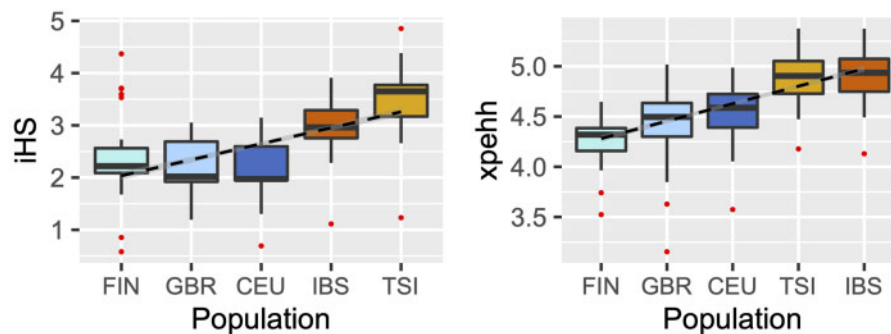 iHS
5
4
3
2
1
FIN GBR CEU IBS TSI
Population
xpehh
5.0
4.5
4.0
3.5
FIN GBR CEU TSI IBS
Population